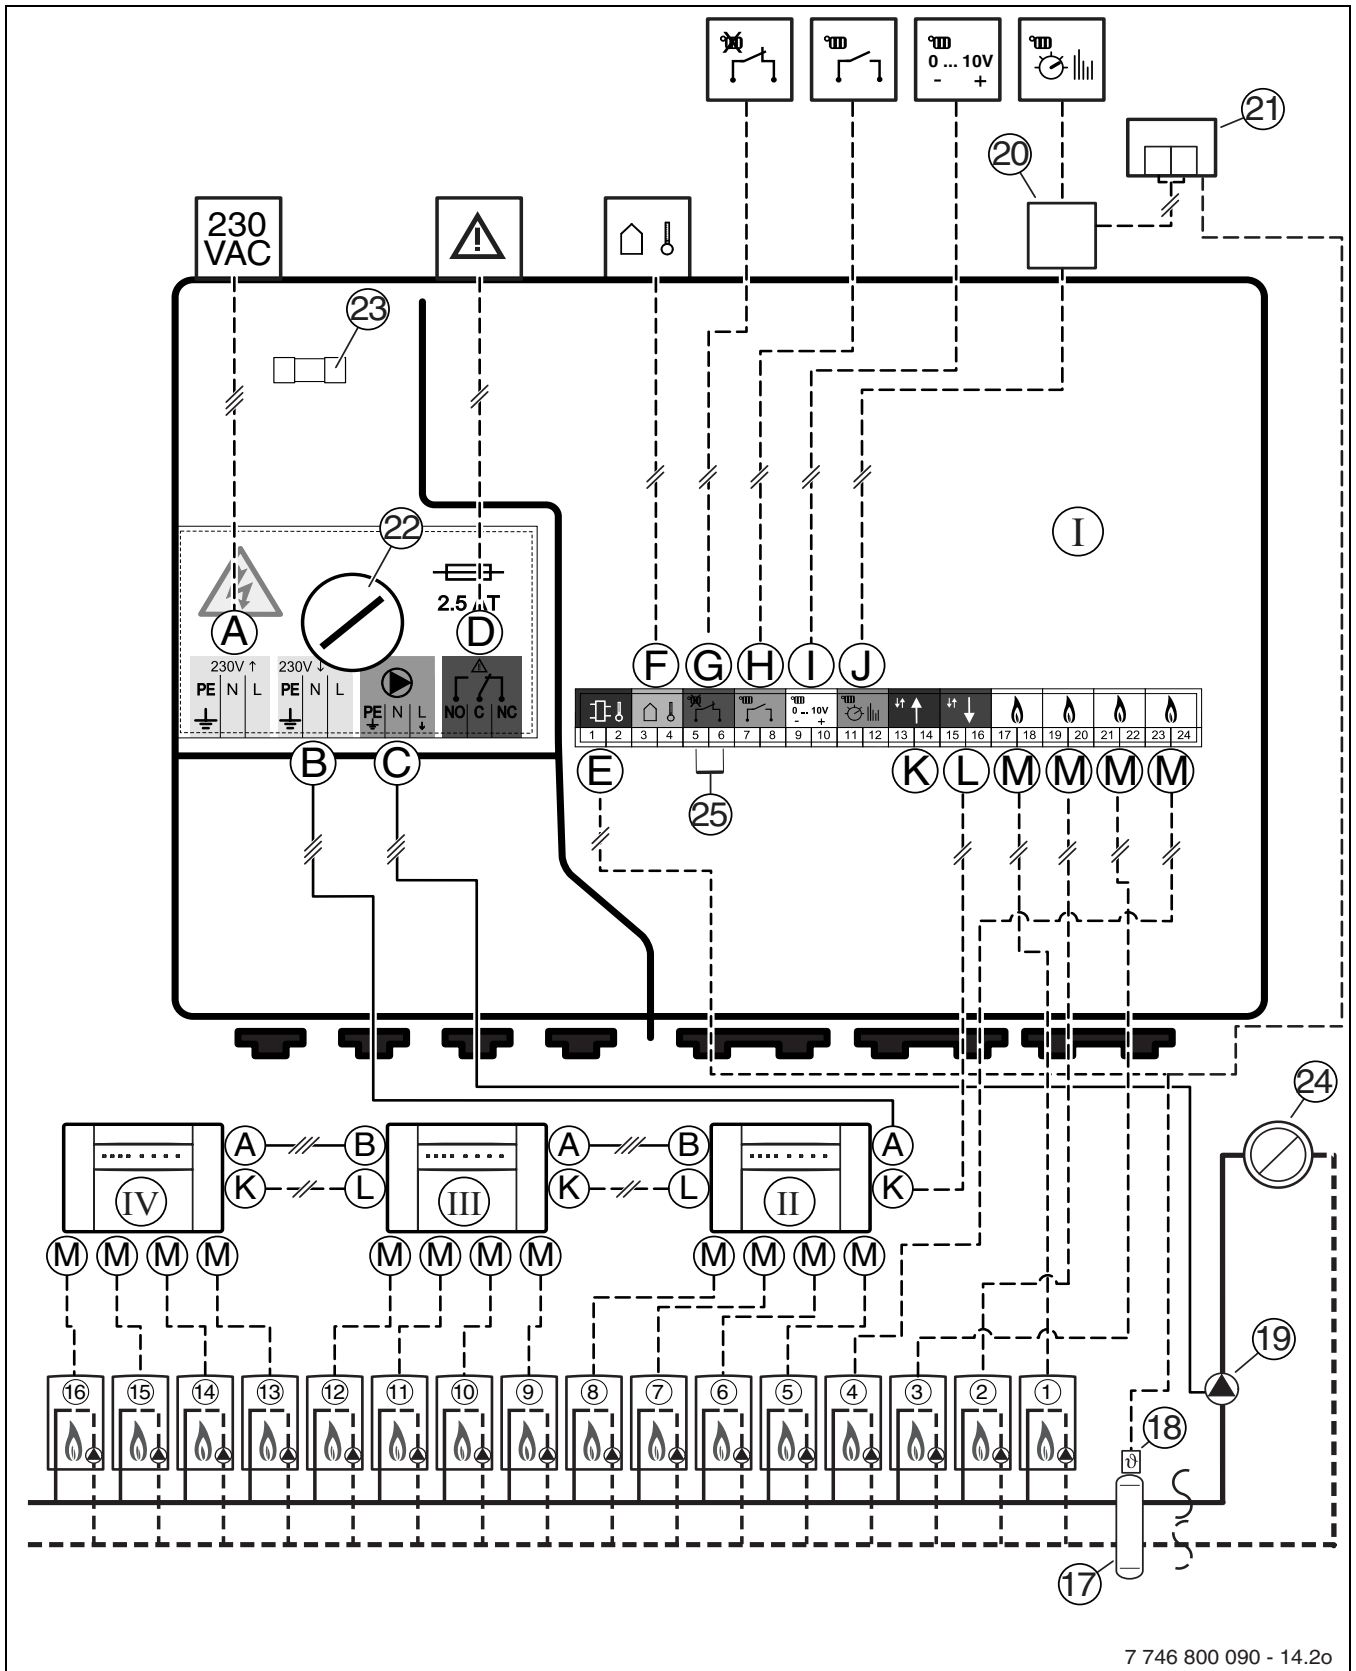 0 ... 10V
- +
21
20
230
VAC
23
I
22
2.5 AT
A D
F G H I J
230V ↑ 230V ↓
PE N L PE N L PE N L NO C NC
0 ... 10V
- +
1 2 3 4 5 6 7 8 9 10 11 12 13 14 15 16 17 18 19 20 21 22 23 24
B C E K L M M M M
25
24
A B A B A
K L K L K
IV III II
M M M M M M M M M M M M
19
16 15 14 13 12 11 10 9 8 7 6 5 4 3 2 1
18
ϑ
17
7 746 800 090 - 14.2o